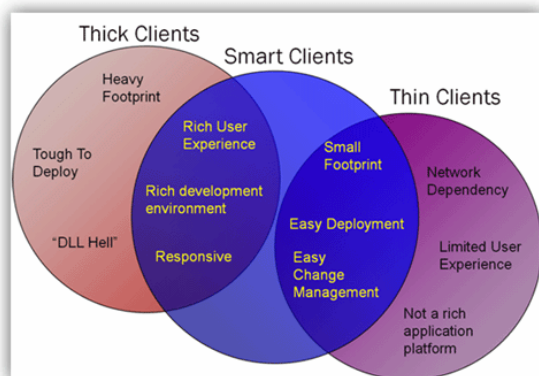 Thick Clients
Smart Clients
Thin Clients
Heavy
Footprint
Tough To
Deploy
“DLL Hell”
Rich User
Experience
Rich development
environment
Responsive
Small
Footprint
Easy Deployment
Easy
Change
Management
Network
Dependency
Limited User
Experience
Not a rich
application
platform